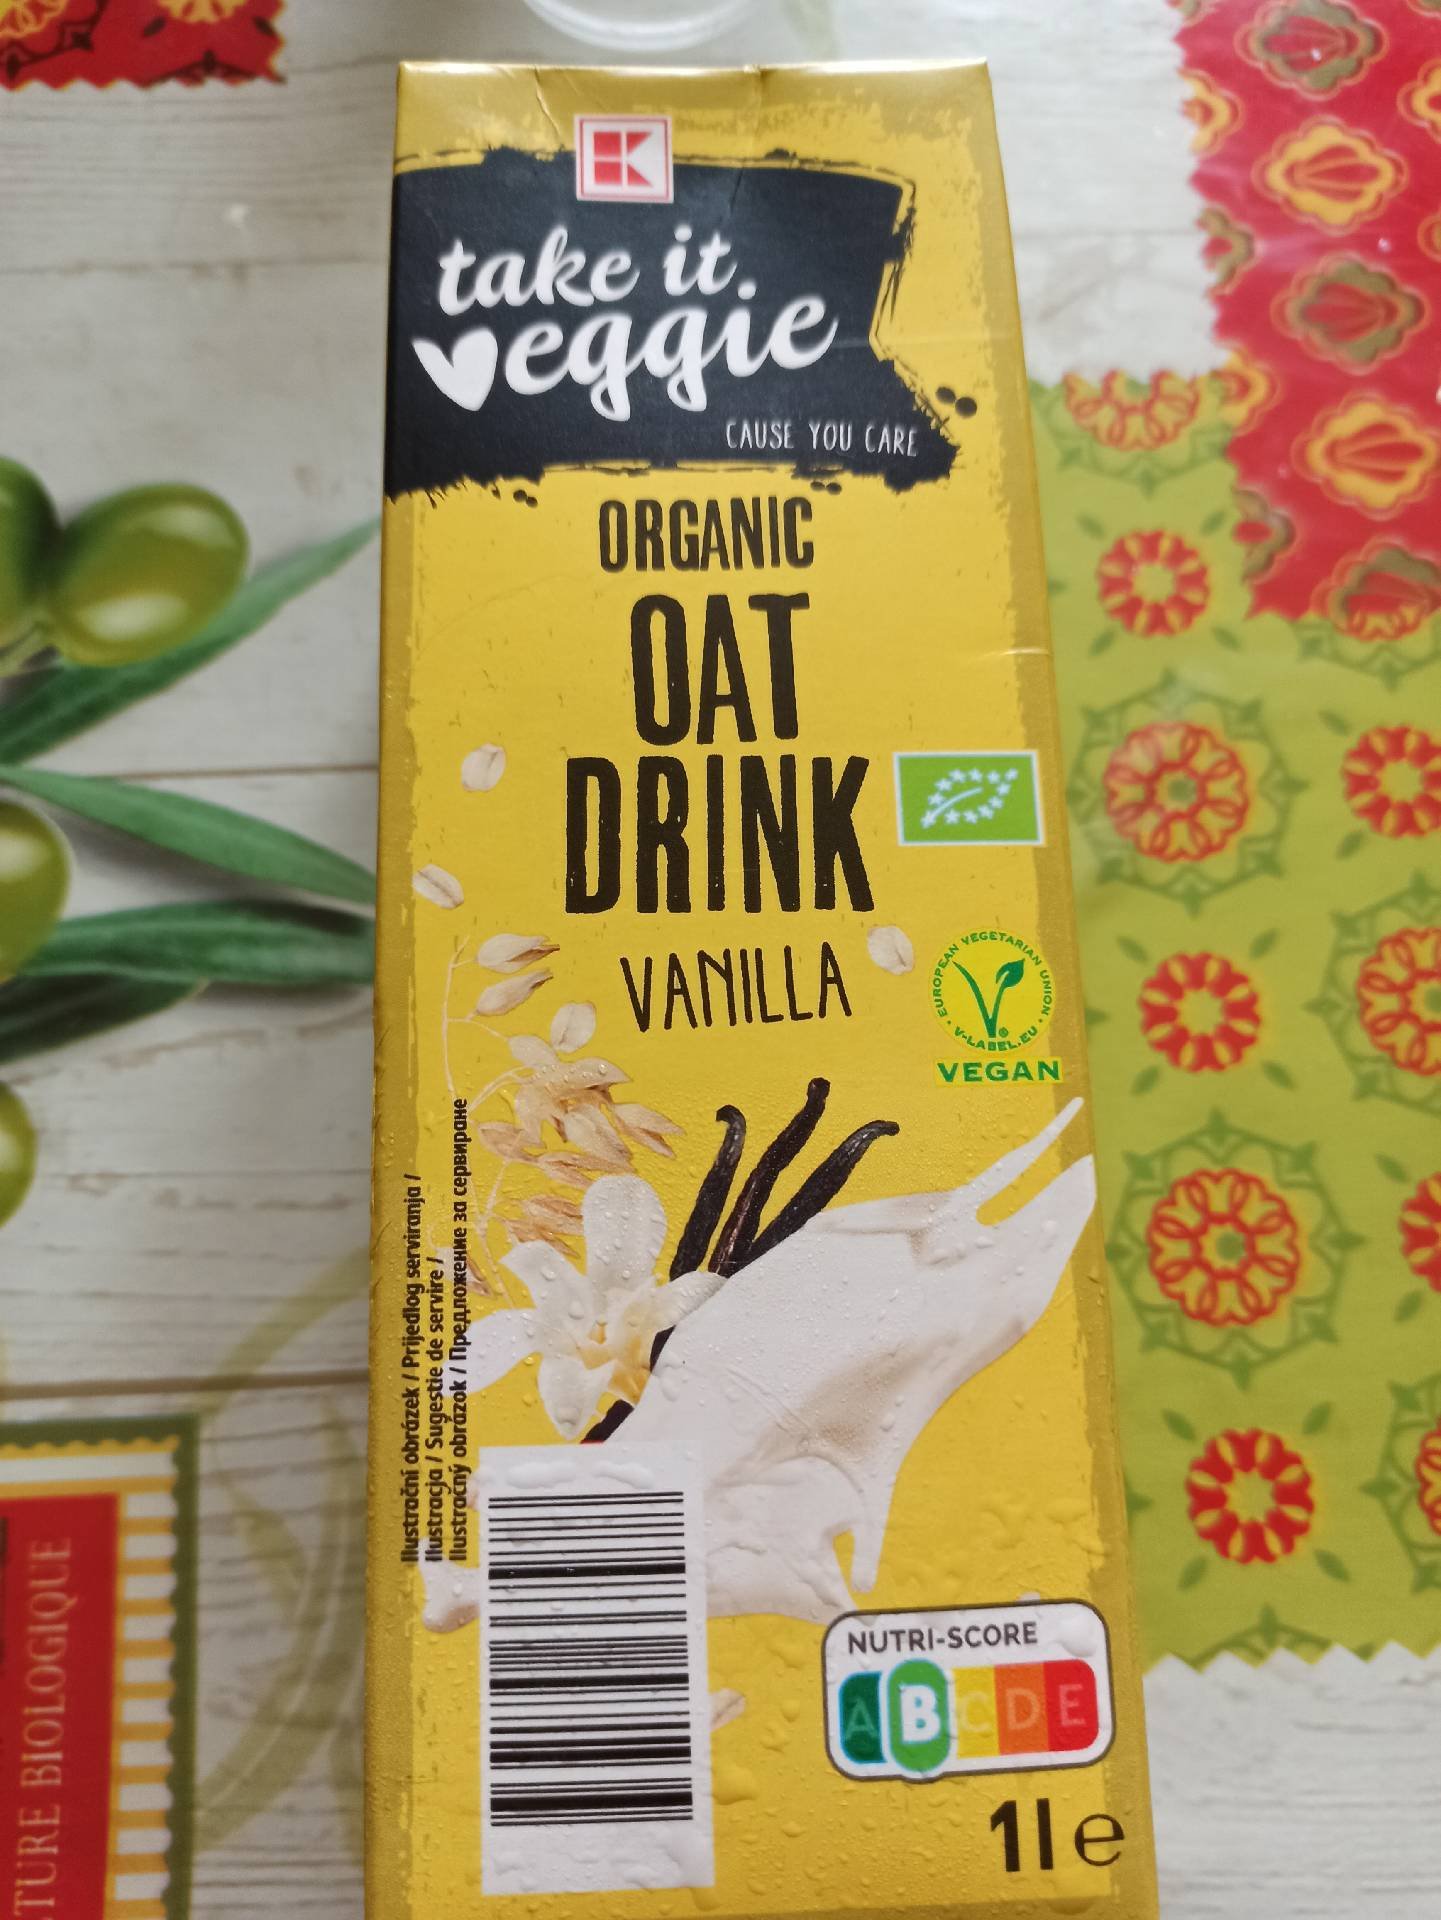 K
take it
veggie
CAUSE YOU CARE
ORGANIC
OAT
DRINK
VANILLA
EUROPEAN VEGETARIAN UNION
V-LABEL.EU
VEGAN
Ilustrační obrázek / Prijedlog serviranja /
Ilustracja / Sugestie de servire /
Ilustračný obrázok / Предложение за сервиране
NUTRI-SCORE
A B C D E
1l e
TURE BIOLOGIQUE